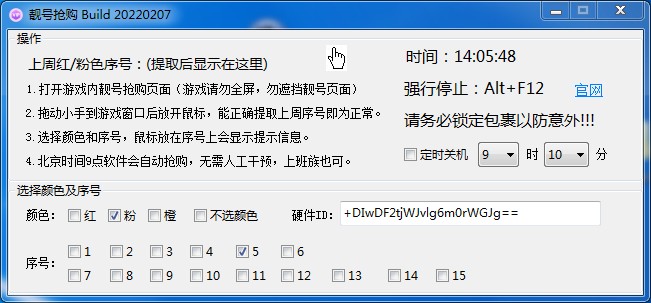 靓号抢购 Build 20220207
操作
上周红/粉色序号：(提取后显示在这里)
时间：14:05:48
1.打开游戏内靓号抢购页面（游戏请勿全屏，勿遮挡靓号页面）
强行停止：Alt+F12 官网
2.拖动小手到游戏窗口后放开鼠标，能正确提取上周序号即为正常。
请务必锁定包裹以防意外!!!
3.选择颜色和序号，鼠标放在序号上会显示提示信息。
4.北京时间9点软件会自动抢购，无需人工干预，上班族也可。
定时关机 9 时 10 分
选择颜色及序号
颜色： 红 粉 橙 不选颜色 硬件ID： +DIwDF2tjWJvlg6m0rWGJg==
序号： 1 2 3 4 5 6
7 8 9 10 11 12 13 14 15